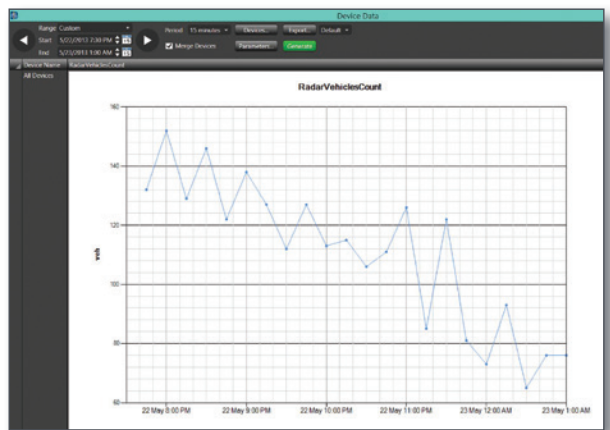 Device Data
Range Custom Period 15 minutes Devices... Export... Default
Start 5/22/2013 7:30 PM
End 5/23/2013 1:00 AM Merge Devices Parameters... Generate
Device Name RadarVehiclesCount
All Devices
RadarVehiclesCount
160
140
120
100
80
60
veh
22 May 8:00 PM 22 May 9:00 PM 22 May 10:00 PM 22 May 11:00 PM 23 May 12:00 AM 23 May 1:00 AM